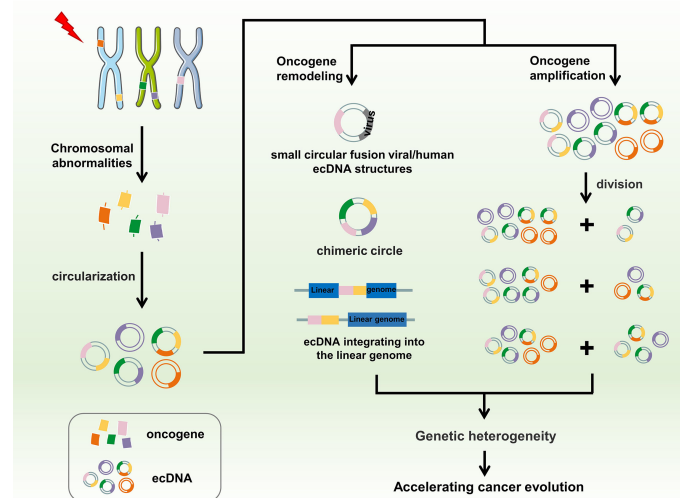 Chromosomal
abnormalities
circularization
oncogene
ecDNA
Oncogene
remodeling
virus
small circular fusion viral/human
ecDNA structures
chimeric circle
Linear genome
Linear genome
ecDNA integrating into
the linear genome
Oncogene
amplification
division
+
+
+
Genetic heterogeneity
Accelerating cancer evolution